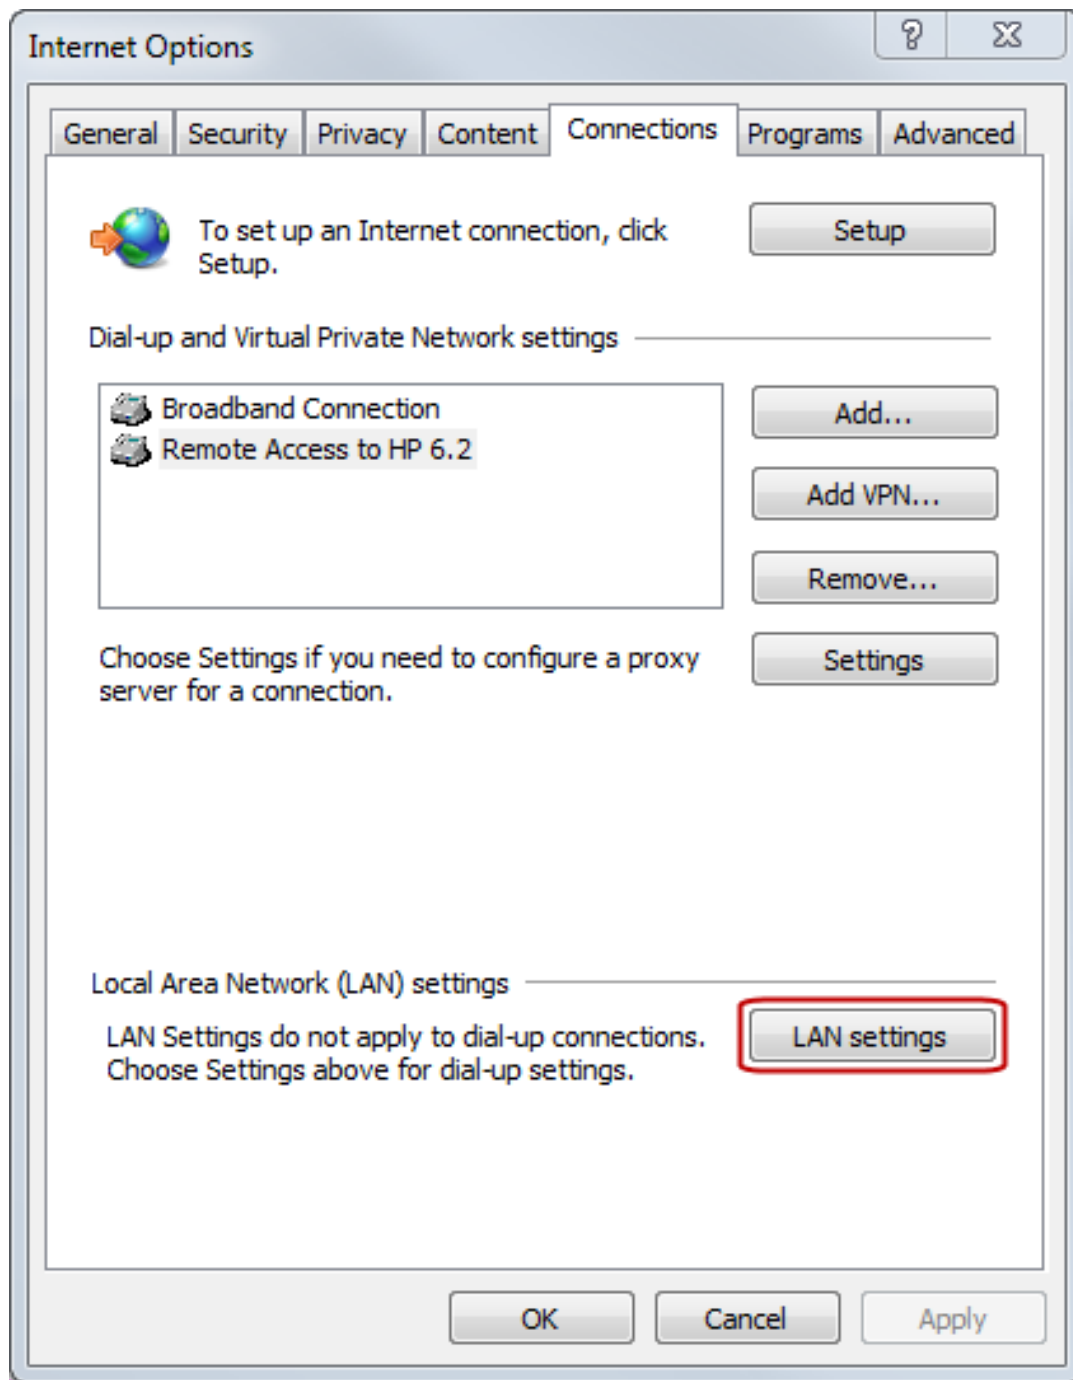 Internet Options
General Security Privacy Content Connections Programs Advanced
To set up an Internet connection, click
Setup.
Setup
Dial-up and Virtual Private Network settings
Broadband Connection
Remote Access to HP 6.2
Add...
Add VPN...
Remove...
Choose Settings if you need to configure a proxy
server for a connection.
Settings
Local Area Network (LAN) settings
LAN Settings do not apply to dial-up connections.
Choose Settings above for dial-up settings.
LAN settings
OK Cancel Apply